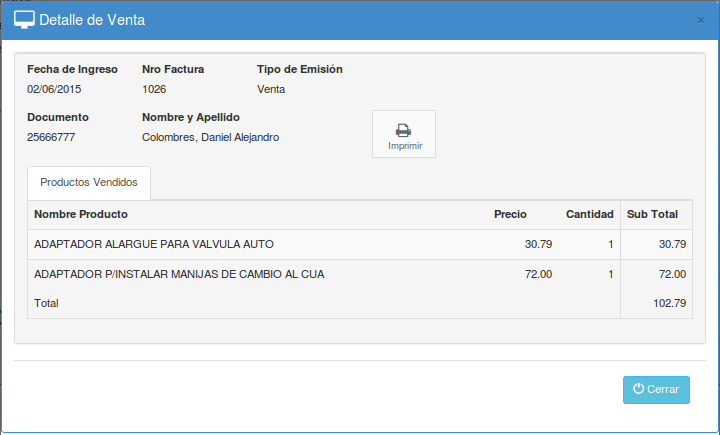 Detalle de Venta ×
Fecha de Ingreso Nro Factura Tipo de Emisión
02/06/2015 1026 Venta
Documento Nombre y Apellido
25666777 Colombres, Daniel Alejandro
Imprimir
Productos Vendidos
Nombre Producto Precio Cantidad Sub Total
ADAPTADOR ALARGUE PARA VALVULA AUTO 30.79 1 30.79
ADAPTADOR P/INSTALAR MANIJAS DE CAMBIO AL CUA 72.00 1 72.00
Total 102.79
Cerrar